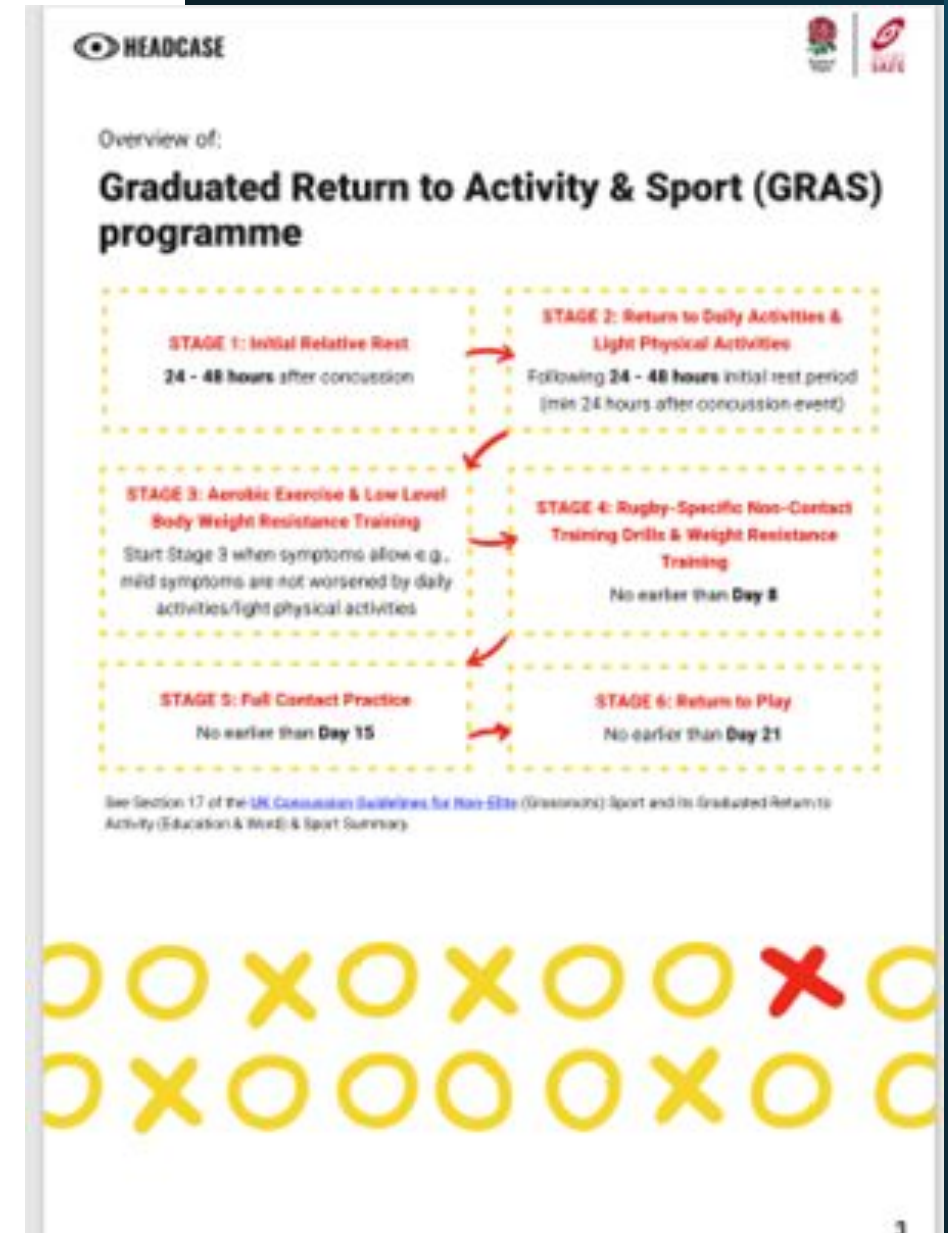 HEADCASE
SAFE
Overview of:
Graduated Return to Activity & Sport (GRAS)
programme
STAGE 1: Initial Relative Rest
24 - 48 hours after concussion
STAGE 2: Return to Daily Activities &
Light Physical Activities
Following 24 - 48 hours initial rest period
(min 24 hours after concussion event)
STAGE 3: Aerobic Exercise & Low Level
Body Weight Resistance Training
Start Stage 3 when symptoms allow e.g.,
mild symptoms are not worsened by daily
activities/light physical activities
STAGE 4: Rugby-Specific Non-Contact
Training Drills & Weight Resistance
Training
No earlier than Day 8
STAGE 5: Full Contact Practice
No earlier than Day 15
STAGE 6: Return to Play
No earlier than Day 21
See Section 17 of the UK Concussion Guidelines for Non-Elite (Grassroots) Sport and its Graduated Return to
Activity (Education & Work) & Sport Summary.